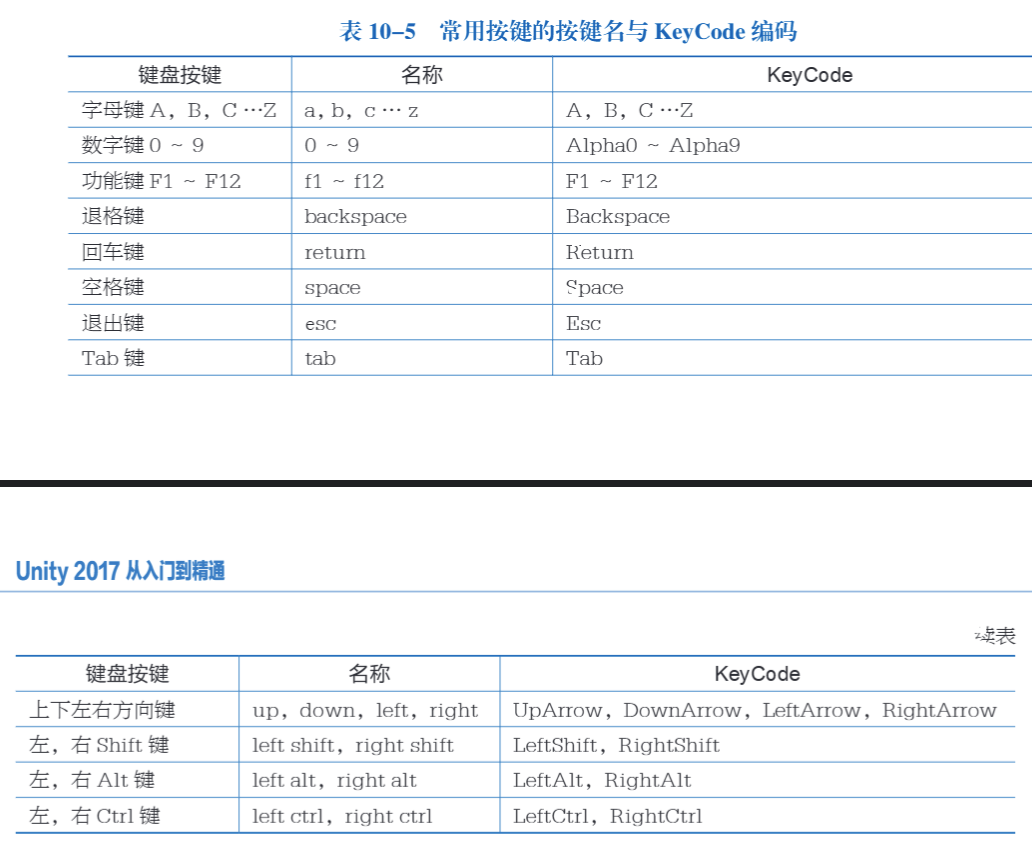 表 10-5 常用按键的按键名与 KeyCode 编码
键盘按键 名称 KeyCode
字母键 A，B，C …Z a，b，c … z A，B，C …Z
数字键 0 ~ 9 0 ~ 9 Alpha0 ~ Alpha9
功能键 F1 ~ F12 f1 ~ f12 F1 ~ F12
退格键 backspace Backspace
回车键 return Return
空格键 space Space
退出键 esc Esc
Tab 键 tab Tab
Unity 2017 从入门到精通
续表
键盘按键 名称 KeyCode
上下左右方向键 up，down，left，right UpArrow，DownArrow，LeftArrow，RightArrow
左，右 Shift 键 left shift，right shift LeftShift，RightShift
左，右 Alt 键 left alt，right alt LeftAlt，RightAlt
左，右 Ctrl 键 left ctrl，right ctrl LeftCtrl，RightCtrl